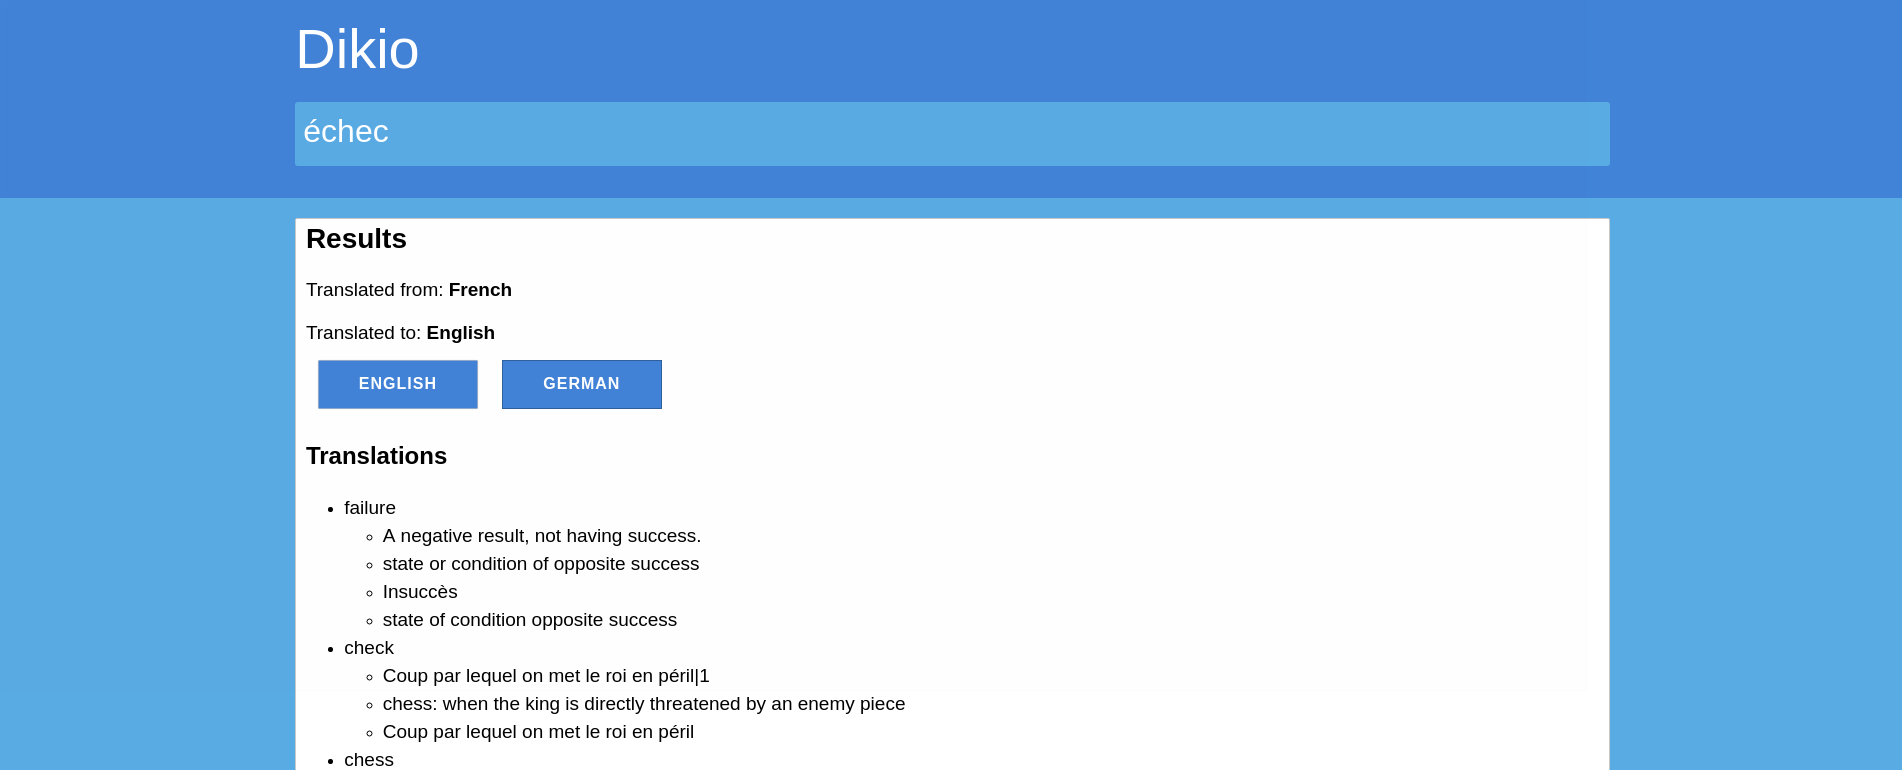 Dikio
échec
Results
Translated from: French
Translated to: English
ENGLISH GERMAN
Translations
failure
A negative result, not having success.
state or condition of opposite success
Insuccès
state of condition opposite success
check
Coup par lequel on met le roi en péril|1
chess: when the king is directly threatened by an enemy piece
Coup par lequel on met le roi en péril
chess